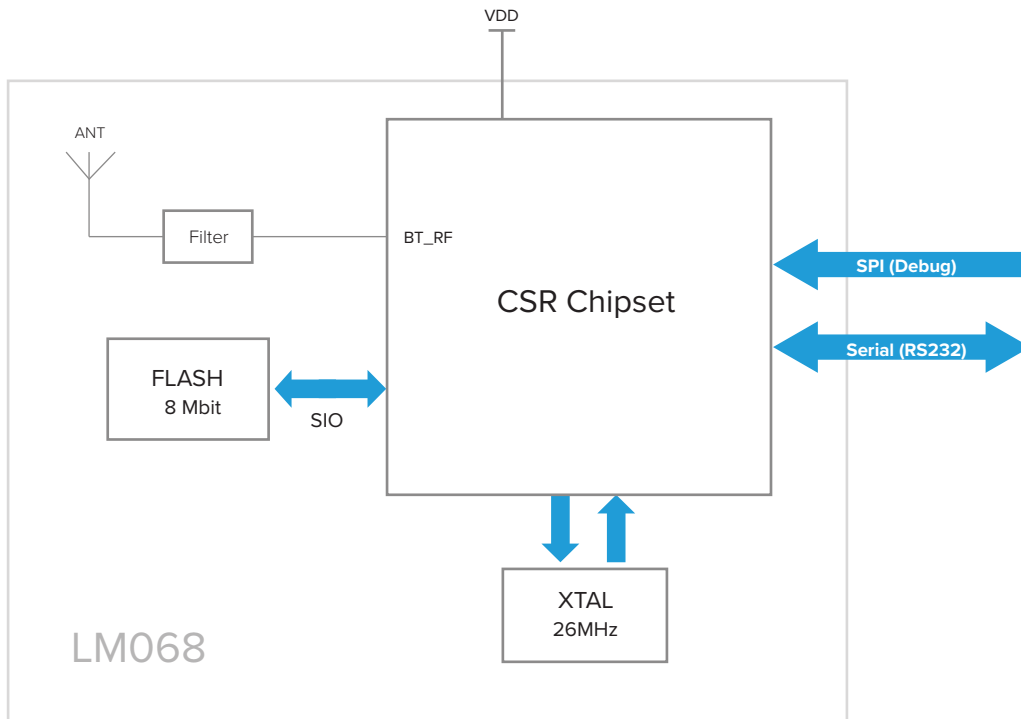 VDD
ANT
Filter
BT_RF
CSR Chipset
SPI (Debug)
Serial (RS232)
FLASH
8 Mbit
SIO
XTAL
26MHz
LM068